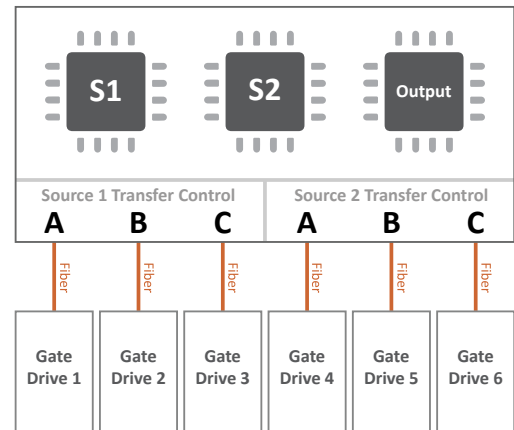 S1
S2
Output
Source 1 Transfer Control
Source 2 Transfer Control
A B C A B C
Fiber Fiber Fiber Fiber Fiber Fiber
Gate Drive 1
Gate Drive 2
Gate Drive 3
Gate Drive 4
Gate Drive 5
Gate Drive 6